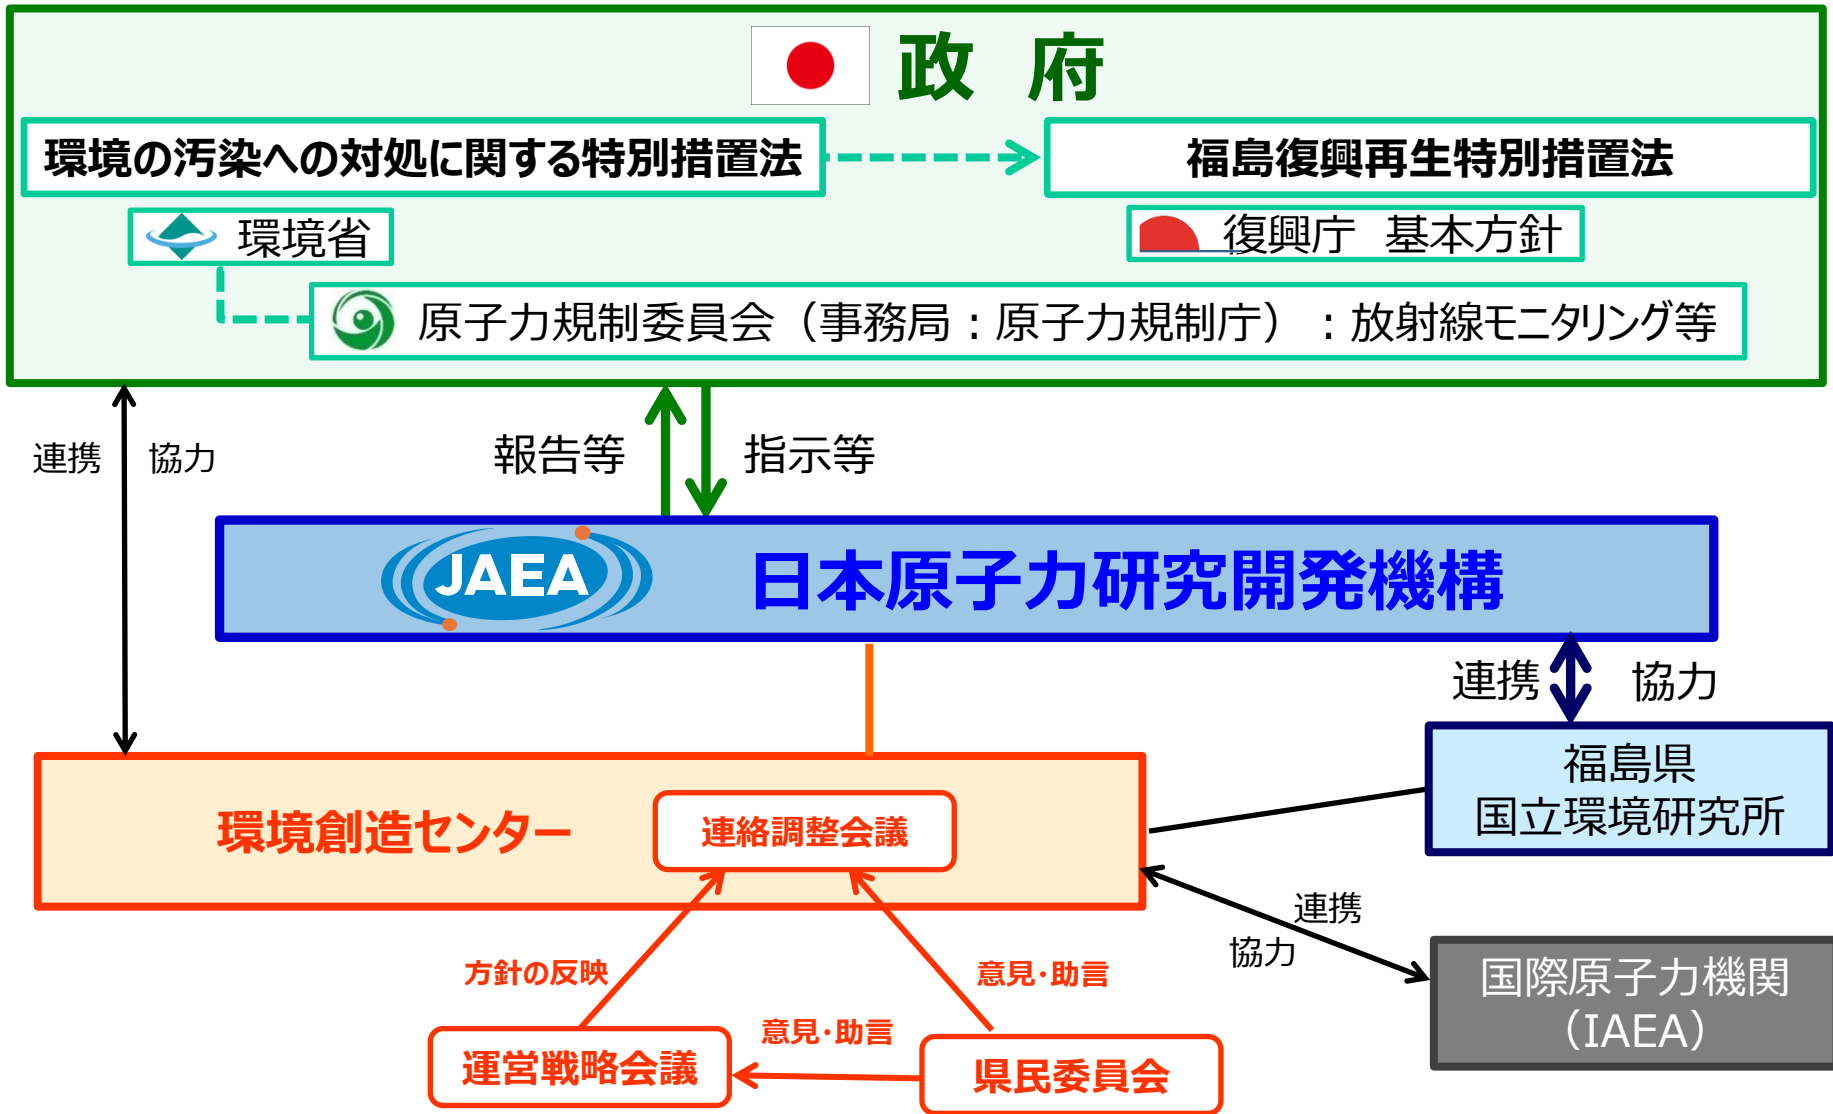 政 府
環境の汚染への対処に関する特別措置法
福島復興再生特別措置法
環境省
復興庁 基本方針
原子力規制委員会（事務局：原子力規制庁）：放射線モニタリング等
連携 協力
報告等
指示等
JAEA
日本原子力研究開発機構
連携 協力
福島県
国立環境研究所
環境創造センター
連絡調整会議
連携
協力
方針の反映
意見・助言
国際原子力機関
（IAEA）
意見・助言
運営戦略会議
県民委員会